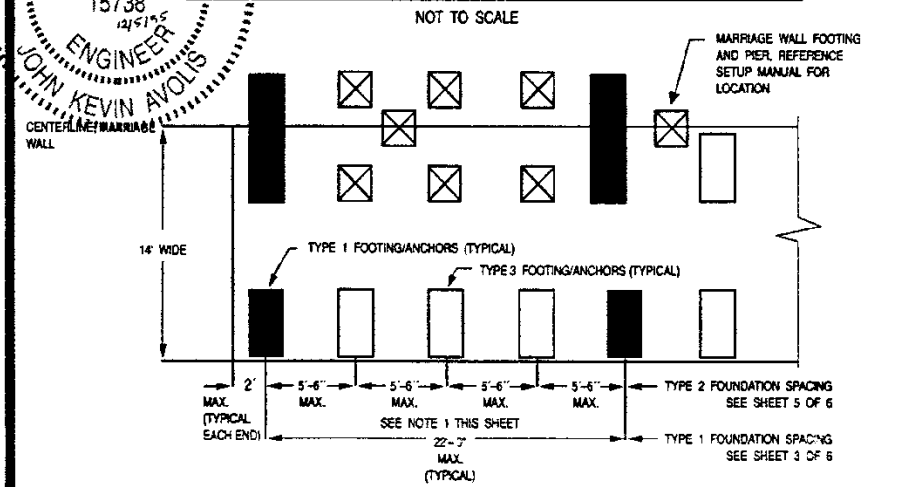 15738
12/5/95
ENGINEER
JOHN KEVIN AVOLIS
NOT TO SCALE
MARRIAGE WALL FOOTING
AND PIER, REFERENCE
SETUP MANUAL FOR
LOCATION
CENTERLINE/MARRIAGE
WALL
14' WIDE
TYPE 1 FOOTING/ANCHORS (TYPICAL)
TYPE 3 FOOTING/ANCHORS (TYPICAL)
2'
MAX.
(TYPICAL
EACH END)
5'-6"
MAX.
5'-6"
MAX.
5'-6"
MAX.
5'-6"
MAX.
TYPE 2 FOUNDATION SPACING
SEE SHEET 5 OF 6
SEE NOTE 1 THIS SHEET
MAX.
(TYPICAL)
TYPE 1 FOUNDATION SPACING
SEE SHEET 3 OF 6